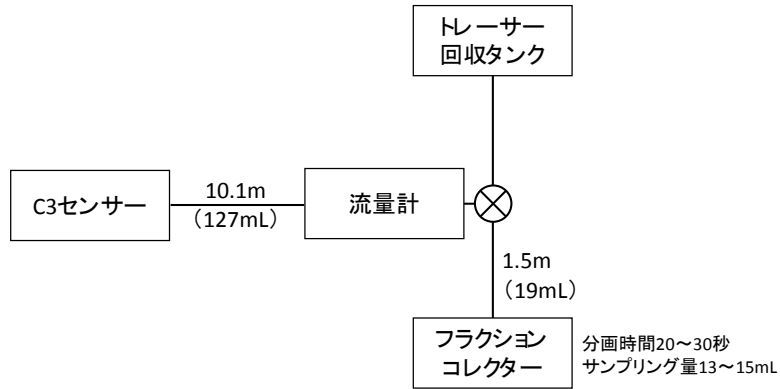 トレーサー
回収タンク
C3センサー
10.1m
（127mL）
流量計
1.5m
（19mL）
フラクション
コレクター
分画時間20～30秒
サンプリング量13～15mL